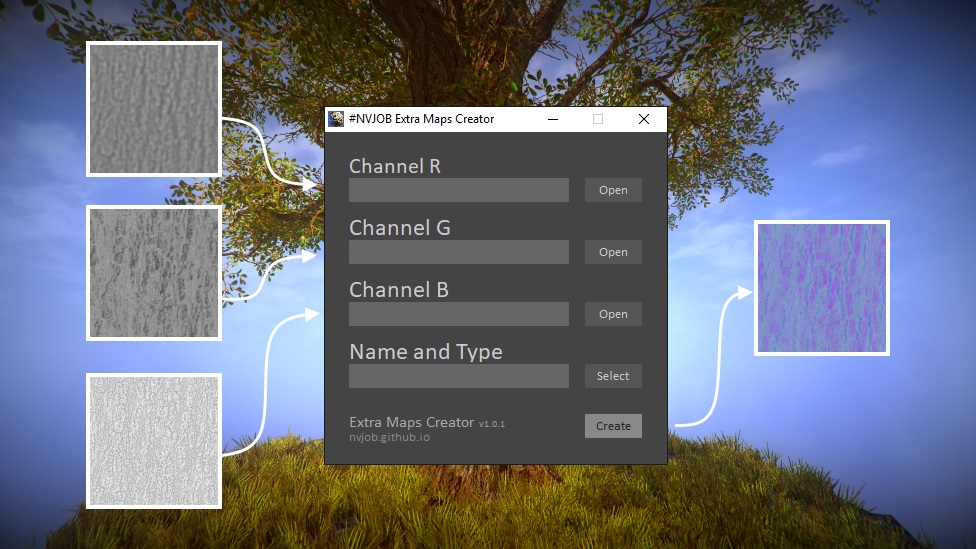 #NVJOB Extra Maps Creator
Channel R
Open
Channel G
Open
Channel B
Open
Name and Type
Select
Extra Maps Creator v1.0.1
nvjob.github.io
Create